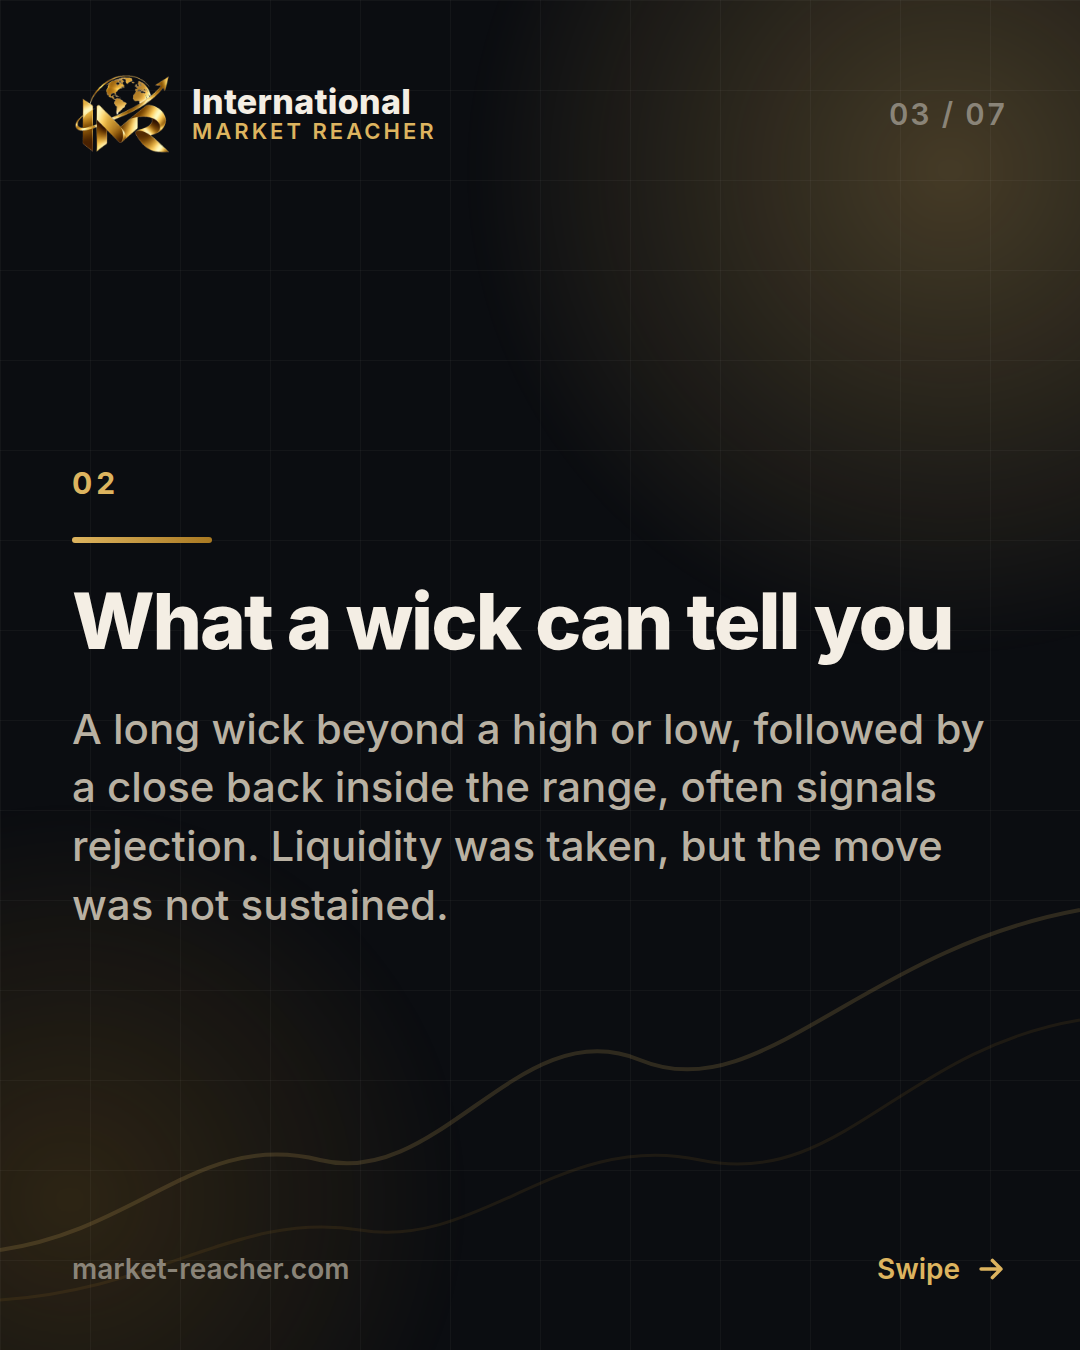 IMR
International
MARKET REACHER
03 / 07
02
What a wick can tell you
A long wick beyond a high or low, followed by
a close back inside the range, often signals
rejection. Liquidity was taken, but the move
was not sustained.
market-reacher.com
Swipe →